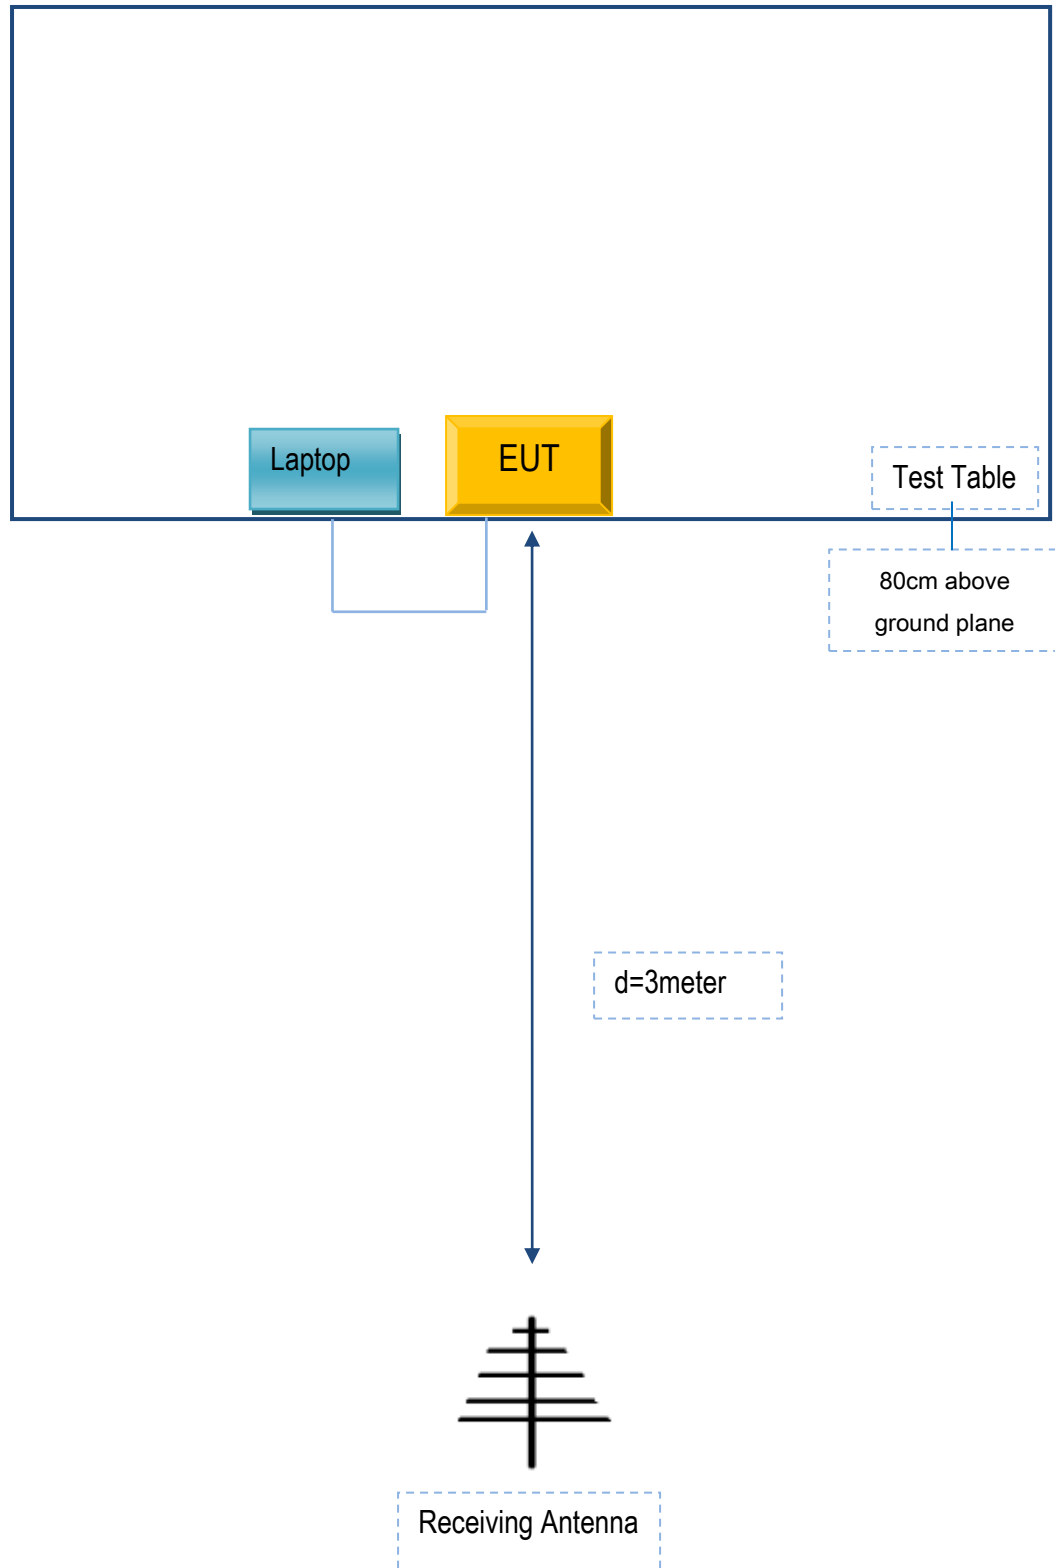 Laptop
EUT
Test Table
80cm above
ground plane
d=3meter
Receiving Antenna